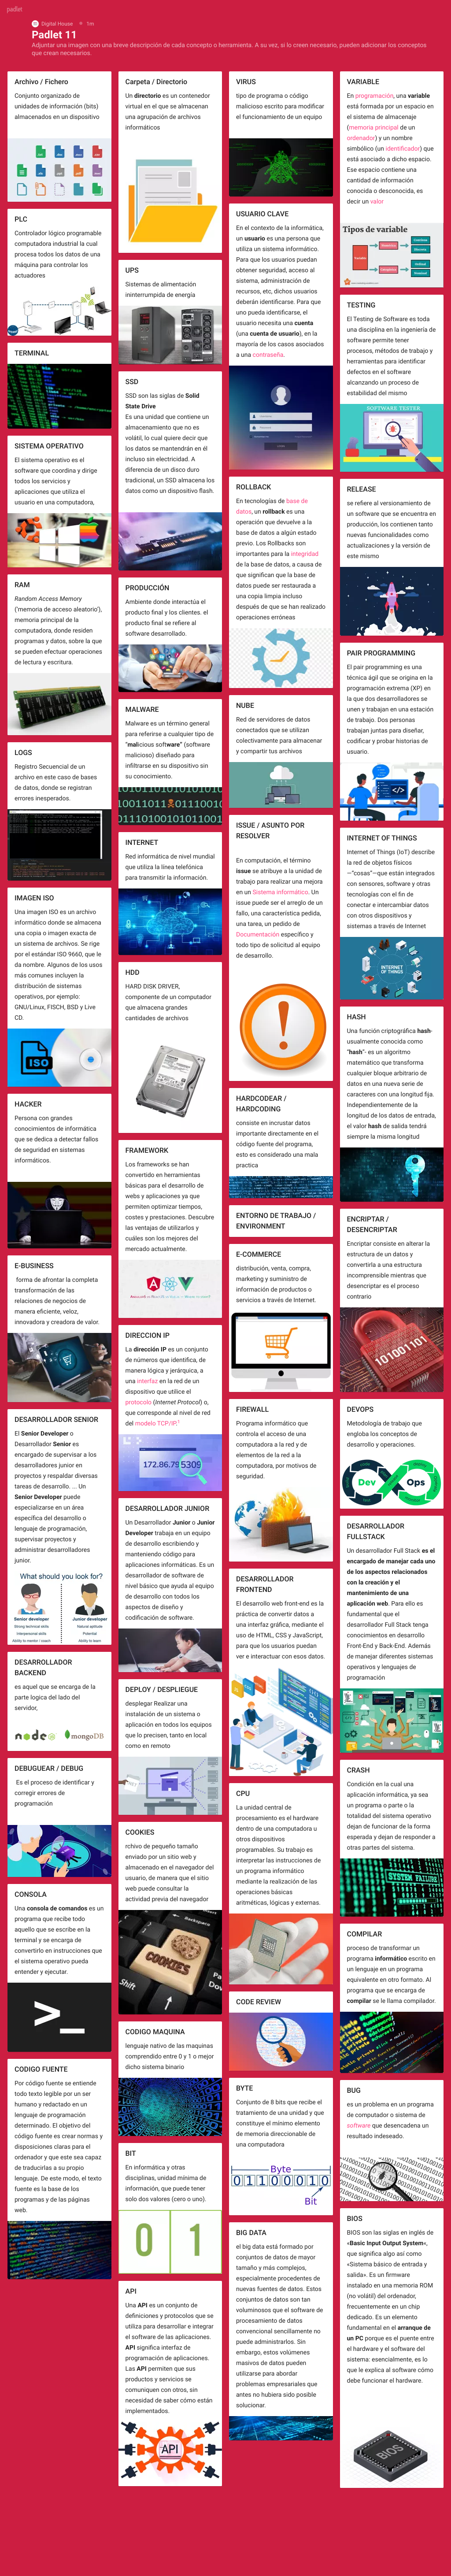 padlet
Digital House • 1m
Padlet 11
Adjuntar una imagen con una breve descripción de cada concepto o herramienta. A su vez, si lo creen necesario, pueden adicionar los conceptos
que crean necesarios.
Archivo / Fichero
Conjunto organizado de
unidades de información (bits)
almacenados en un dispositivo
PLC
Controlador lógico programable
computadora industrial la cual
procesa todos los datos de una
máquina para controlar los
actuadores
TERMINAL
SISTEMA OPERATIVO
El sistema operativo es el
software que coordina y dirige
todos los servicios y
aplicaciones que utiliza el
usuario en una computadora,
RAM
Random Access Memory
('memoria de acceso aleatorio'),
memoria principal de la
computadora, donde residen
programas y datos, sobre la que
se pueden efectuar operaciones
de lectura y escritura.
LOGS
Registro Secuencial de un
archivo en este caso de bases
de datos, donde se registran
errores inesperados.
IMAGEN ISO
Una imagen ISO es un archivo
informático donde se almacena
una copia o imagen exacta de
un sistema de archivos. Se rige
por el estándar ISO 9660, que le
da nombre. Algunos de los usos
más comunes incluyen la
distribución de sistemas
operativos, por ejemplo:
GNU/Linux, FISCH, BSD y Live
CD.
ISO
HACKER
Persona con grandes
conocimientos de informática
que se dedica a detectar fallos
de seguridad en sistemas
informáticos.
E-BUSINESS
forma de afrontar la completa
transformación de las
relaciones de negocios de
manera eficiente, veloz,
innovadora y creadora de valor.
DESARROLLADOR SENIOR
El Senior Developer o
Desarrollador Senior es
encargado de supervisar a los
desarrolladores junior en
proyectos y respaldar diversas
tareas de desarrollo. ... Un
Senior Developer puede
especializarse en un área
específica del desarrollo o
lenguaje de programación,
supervisar proyectos y
administrar desarrolladores
junior.
What should you look for?
Senior developer Junior developer
Strong technical skills Natural aptitude
Interpersonal skills Potential
Ability to mentor / coach Ability to learn
DESARROLLADOR
BACKEND
es aquel que se encarga de la
parte logica del lado del
servidor,
node mongoDB
DEBUGUEAR / DEBUG
Es el proceso de identificar y
corregir errores de
programación
CONSOLA
Una consola de comandos es un
programa que recibe todo
aquello que se escribe en la
terminal y se encarga de
convertirlo en instrucciones que
el sistema operativo pueda
entender y ejecutar.
>_
CODIGO FUENTE
Por código fuente se entiende
todo texto legible por un ser
humano y redactado en un
lenguaje de programación
determinado. El objetivo del
código fuente es crear normas y
disposiciones claras para el
ordenador y que este sea capaz
de traducirlas a su propio
lenguaje. De este modo, el texto
fuente es la base de los
programas y de las páginas
web.
Carpeta / Directorio
Un directorio es un contenedor
virtual en el que se almacenan
una agrupación de archivos
informáticos
UPS
Sistemas de alimentación
ininterrumpida de energía
SSD
SSD son las siglas de Solid
State Drive
Es una unidad que contiene un
almacenamiento que no es
volátil, lo cual quiere decir que
los datos se mantendrán en él
incluso sin electricidad. A
diferencia de un disco duro
tradicional, un SSD almacena los
datos como un dispositivo flash.
PRODUCCIÓN
Ambiente donde interactúa el
producto final y los clientes. el
producto final se refiere al
software desarrollado.
MALWARE
Malware es un término general
para referirse a cualquier tipo de
"malicious software" (software
malicioso) diseñado para
infiltrarse en su dispositivo sin
su conocimiento.
INTERNET
Red informática de nivel mundial
que utiliza la línea telefónica
para transmitir la información.
HDD
HARD DISK DRIVER,
componente de un computador
que almacena grandes
cantidades de archivos
FRAMEWORK
Los frameworks se han
convertido en herramientas
básicas para el desarrollo de
webs y aplicaciones ya que
permiten optimizar tiempos,
costes y prestaciones. Descubre
las ventajas de utilizarlos y
cuáles son los mejores del
mercado actualmente.
DIRECCION IP
La dirección IP es un conjunto
de números que identifica, de
manera lógica y jerárquica, a
una interfaz en la red de un
dispositivo que utilice el
protocolo (Internet Protocol) o,
que corresponde al nivel de red
del modelo TCP/IP.
172.86.79 5309
DESARROLLADOR JUNIOR
Un Desarrollador Junior o Junior
Developer trabaja en un equipo
de desarrollo escribiendo y
manteniendo código para
aplicaciones informáticas. Es un
desarrollador de software de
nivel básico que ayuda al equipo
de desarrollo con todos los
aspectos de diseño y
codificación de software.
DEPLOY / DESPLIEGUE
desplegar Realizar una
instalación de un sistema o
aplicación en todos los equipos
que lo precisen, tanto en local
como en remoto
COOKIES
rchivo de pequeño tamaño
enviado por un sitio web y
almacenado en el navegador del
usuario, de manera que el sitio
web puede consultar la
actividad previa del navegador
Backspace
COOKIES
Shift
CODIGO MAQUINA
lenguaje nativo de las maquinas
comprendido entre 0 y 1 o mejor
dicho sistema binario
BIT
En informática y otras
disciplinas, unidad mínima de
información, que puede tener
solo dos valores (cero o uno).
0 1
API
Una API es un conjunto de
definiciones y protocolos que se
utiliza para desarrollar e integrar
el software de las aplicaciones.
API significa interfaz de
programación de aplicaciones.
Las API permiten que sus
productos y servicios se
comuniquen con otros, sin
necesidad de saber cómo están
implementados.
API
VIRUS
tipo de programa o código
malicioso escrito para modificar
el funcionamiento de un equipo
USUARIO CLAVE
En el contexto de la informática,
un usuario es una persona que
utiliza un sistema informático.
Para que los usuarios puedan
obtener seguridad, acceso al
sistema, administración de
recursos, etc, dichos usuarios
deberán identificarse. Para que
uno pueda identificarse, el
usuario necesita una cuenta
(una cuenta de usuario), en la
mayoría de los casos asociados
a una contraseña.
ROLLBACK
En tecnologías de base de
datos, un rollback es una
operación que devuelve a la
base de datos a algún estado
previo. Los Rollbacks son
importantes para la integridad
de la base de datos, a causa de
que significan que la base de
datos puede ser restaurada a
una copia limpia incluso
después de que se han realizado
operaciones erróneas
NUBE
Red de servidores de datos
conectados que se utilizan
colectivamente para almacenar
y compartir tus archivos
ISSUE / ASUNTO POR
RESOLVER
En computación, el término
issue se atribuye a la unidad de
trabajo para realizar una mejora
en un Sistema informático. Un
issue puede ser el arreglo de un
fallo, una característica pedida,
una tarea, un pedido de
Documentación específico y
todo tipo de solicitud al equipo
de desarrollo.
!
HARDCODEAR /
HARDCODING
consiste en incrustar datos
importante directamente en el
código fuente del programa,
esto es considerado una mala
practica
ENTORNO DE TRABAJO /
ENVIRONMENT
E-COMMERCE
distribución, venta, compra,
marketing y suministro de
información de productos o
servicios a través de Internet.
FIREWALL
Programa informático que
controla el acceso de una
computadora a la red y de
elementos de la red a la
computadora, por motivos de
seguridad.
DESARROLLADOR
FRONTEND
El desarrollo web front-end es la
práctica de convertir datos a
una interfaz gráfica, mediante el
uso de HTML, CSS y JavaScript,
para que los usuarios puedan
ver e interactuar con esos datos.
CPU
La unidad central de
procesamiento es el hardware
dentro de una computadora u
otros dispositivos
programables. Su trabajo es
interpretar las instrucciones de
un programa informático
mediante la realización de las
operaciones básicas
aritméticas, lógicas y externas.
CODE REVIEW
BYTE
Conjunto de 8 bits que recibe el
tratamiento de una unidad y que
constituye el mínimo elemento
de memoria direccionable de
una computadora
Byte
0 1 1 0 0 0 1 0
Bit
BIG DATA
el big data está formado por
conjuntos de datos de mayor
tamaño y más complejos,
especialmente procedentes de
nuevas fuentes de datos. Estos
conjuntos de datos son tan
voluminosos que el software de
procesamiento de datos
convencional sencillamente no
puede administrarlos. Sin
embargo, estos volúmenes
masivos de datos pueden
utilizarse para abordar
problemas empresariales que
antes no hubiera sido posible
solucionar.
VARIABLE
En programación, una variable
está formada por un espacio en
el sistema de almacenaje
(memoria principal de un
ordenador) y un nombre
simbólico (un identificador) que
está asociado a dicho espacio.
Ese espacio contiene una
cantidad de información
conocida o desconocida, es
decir un valor
Tipos de variable
TESTING
El Testing de Software es toda
una disciplina en la ingeniería de
software permite tener
procesos, métodos de trabajo y
herramientas para identificar
defectos en el software
alcanzando un proceso de
estabilidad del mismo
SOFTWARE TESTER
RELEASE
se refiere al versionamiento de
un software que se encuentra en
producción, los contienen tanto
nuevas funcionalidades como
actualizaciones y la versión de
este mismo
PAIR PROGRAMMING
El pair programming es una
técnica ágil que se origina en la
programación extrema (XP) en
la que dos desarrolladores se
unen y trabajan en una estación
de trabajo. Dos personas
trabajan juntas para diseñar,
codificar y probar historias de
usuario.
INTERNET OF THINGS
Internet of Things (IoT) describe
la red de objetos físicos
—"cosas"—que están integrados
con sensores, software y otras
tecnologías con el fin de
conectar e intercambiar datos
con otros dispositivos y
sistemas a través de Internet
INTERNET
OF THINGS
HASH
Una función criptográfica hash-
usualmente conocida como
"hash"- es un algoritmo
matemático que transforma
cualquier bloque arbitrario de
datos en una nueva serie de
caracteres con una longitud fija.
Independientemente de la
longitud de los datos de entrada,
el valor hash de salida tendrá
siempre la misma longitud
ENCRIPTAR /
DESENCRIPTAR
Encriptar consiste en alterar la
estructura de un datos y
convertirla a una estructura
incomprensible mientras que
desencriptar es el proceso
contrario
101001101
DEVOPS
Metodología de trabajo que
engloba los conceptos de
desarrollo y operaciones.
Dev Ops
DESARROLLADOR
FULLSTACK
Un desarrollador Full Stack es el
encargado de manejar cada uno
de los aspectos relacionados
con la creación y el
mantenimiento de una
aplicación web. Para ello es
fundamental que el
desarrollador Full Stack tenga
conocimientos en desarrollo
Front-End y Back-End. Además
de manejar diferentes sistemas
operativos y lenguajes de
programación
CRASH
Condición en la cual una
aplicación informática, ya sea
un programa o parte o la
totalidad del sistema operativo
dejan de funcionar de la forma
esperada y dejan de responder a
otras partes del sistema.
SYSTEM FAILURE
COMPILAR
proceso de transformar un
programa informático escrito en
un lenguaje en un programa
equivalente en otro formato. Al
programa que se encarga de
compilar se le llama compilador.
BUG
es un problema en un programa
de computador o sistema de
software que desencadena un
resultado indeseado.
BIOS
BIOS son las siglas en inglés de
«Basic Input Output System»,
que significa algo así como
«Sistema básico de entrada y
salida». Es un firmware
instalado en una memoria ROM
(no volátil) del ordenador,
frecuentemente en un chip
dedicado. Es un elemento
fundamental en el arranque de
un PC porque es el puente entre
el hardware y el software del
sistema: esencialmente, es lo
que le explica al software cómo
debe funcionar el hardware.
BIOS